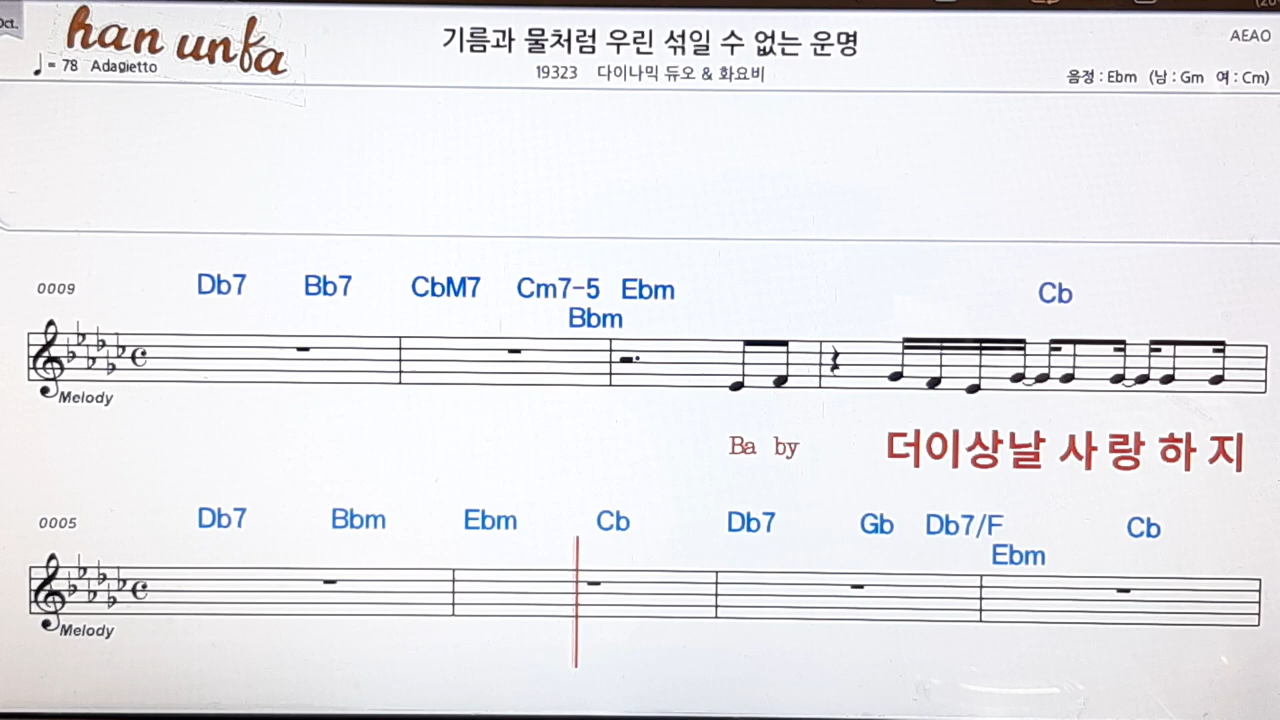 Oct.
han unfa
기름과 물처럼 우린 섞일 수 없는 운명
AEAO
♩= 78 Adagietto
19323 다이나믹 듀오 & 화요비
음정 : Ebm (남 : Gm 여 : Cm)
0009 Db7 Bb7 CbM7 Cm7-5 Ebm Cb
Bbm
Melody
Ba by 더이상날 사랑하지
0005 Db7 Bbm Ebm Cb Db7 Gb Db7/F Cb
Ebm
Melody